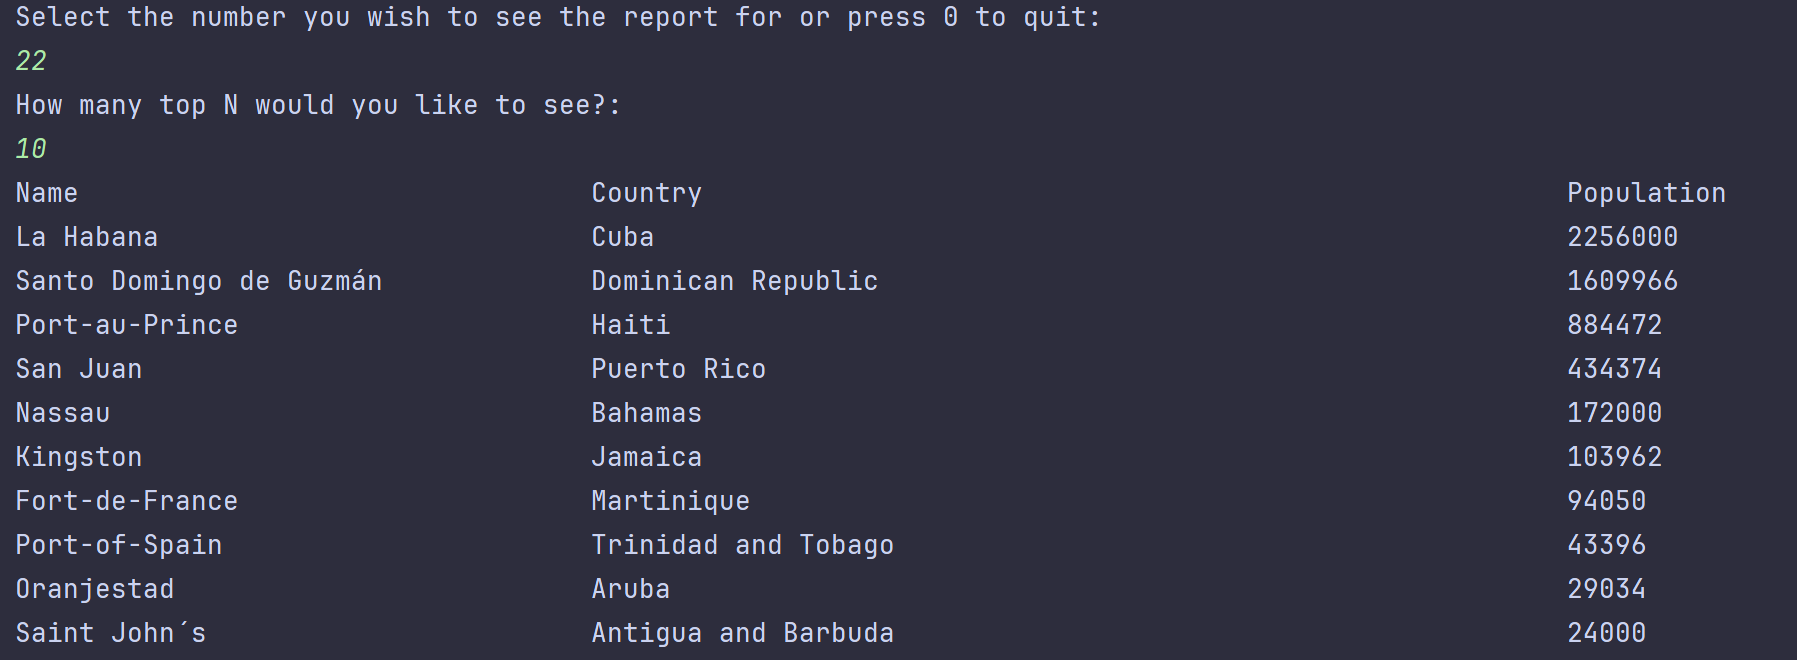 Select the number you wish to see the report for or press 0 to quit:
22
How many top N would you like to see?:
10
Name Country Population
La Habana Cuba 2256000
Santo Domingo de Guzmán Dominican Republic 1609966
Port-au-Prince Haiti 884472
San Juan Puerto Rico 434374
Nassau Bahamas 172000
Kingston Jamaica 103962
Fort-de-France Martinique 94050
Port-of-Spain Trinidad and Tobago 43396
Oranjestad Aruba 29034
Saint John´s Antigua and Barbuda 24000